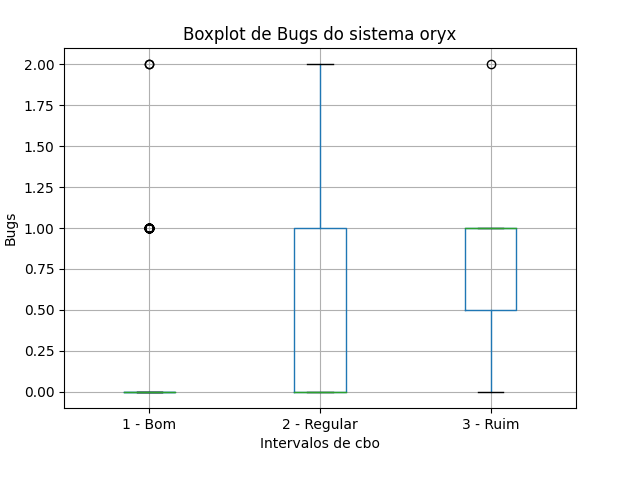 Boxplot de Bugs do sistema oryx
2.00
1.75
1.50
1.25
1.00
0.75
0.50
0.25
0.00
Bugs
1 - Bom
2 - Regular
3 - Ruim
Intervalos de cbo